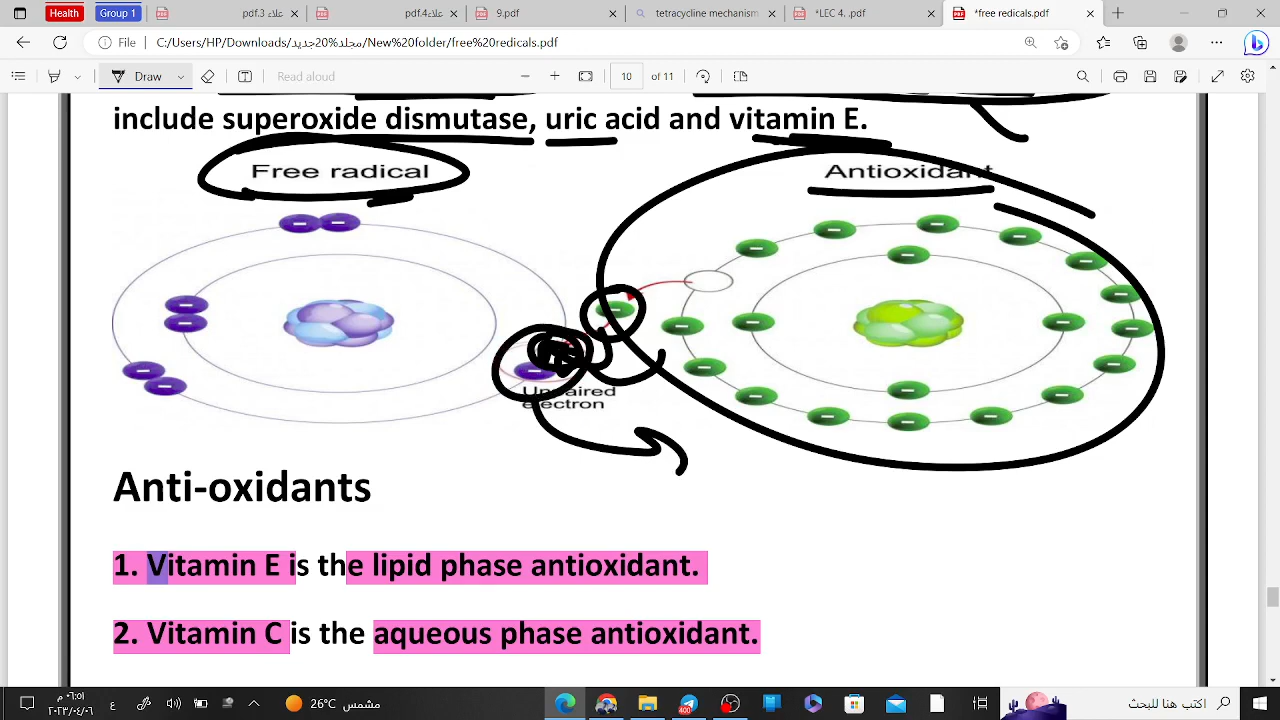 Health
Group 1
علاج pdf.3
pdf.4علاج
9.pdf
tetracycline mechanism
*LEC 4..pdf
*free redicals.pdf
File
C:/Users/HP/Downloads/مجلد%20جديد/New%20folder/free%20redicals.pdf
Draw
Read aloud
10
of 11
include superoxide dismutase, uric acid and vitamin E.
Free radical
Antioxidant
Unpaired
electron
Anti-oxidants
1. Vitamin E is the lipid phase antioxidant.
2. Vitamin C is the aqueous phase antioxidant.
ع
26°C مشمس
400
اكتب هنا للبحث